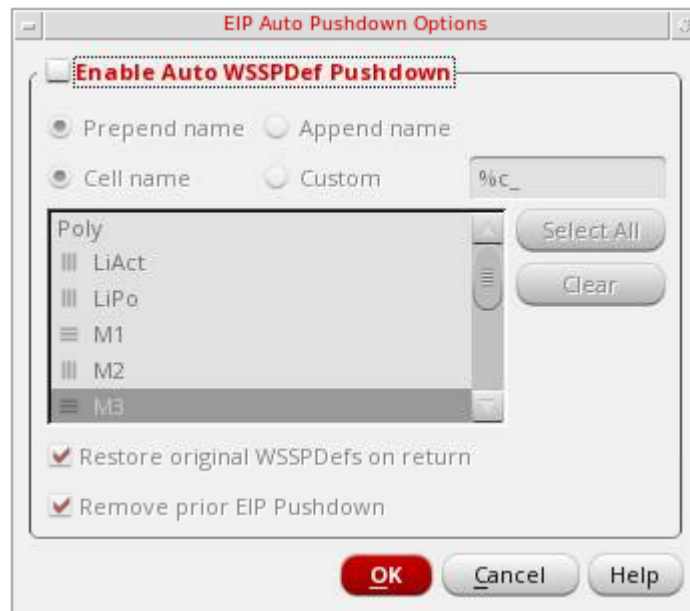 EIP Auto Pushdown Options
Enable Auto WSSPDef Pushdown
Prepend name Append name
Cell name Custom %c_
Poly Select All
LiAct
LiPo Clear
M1
M2
M3
Restore original WSSPDefs on return
Remove prior EIP Pushdown
OK Cancel Help